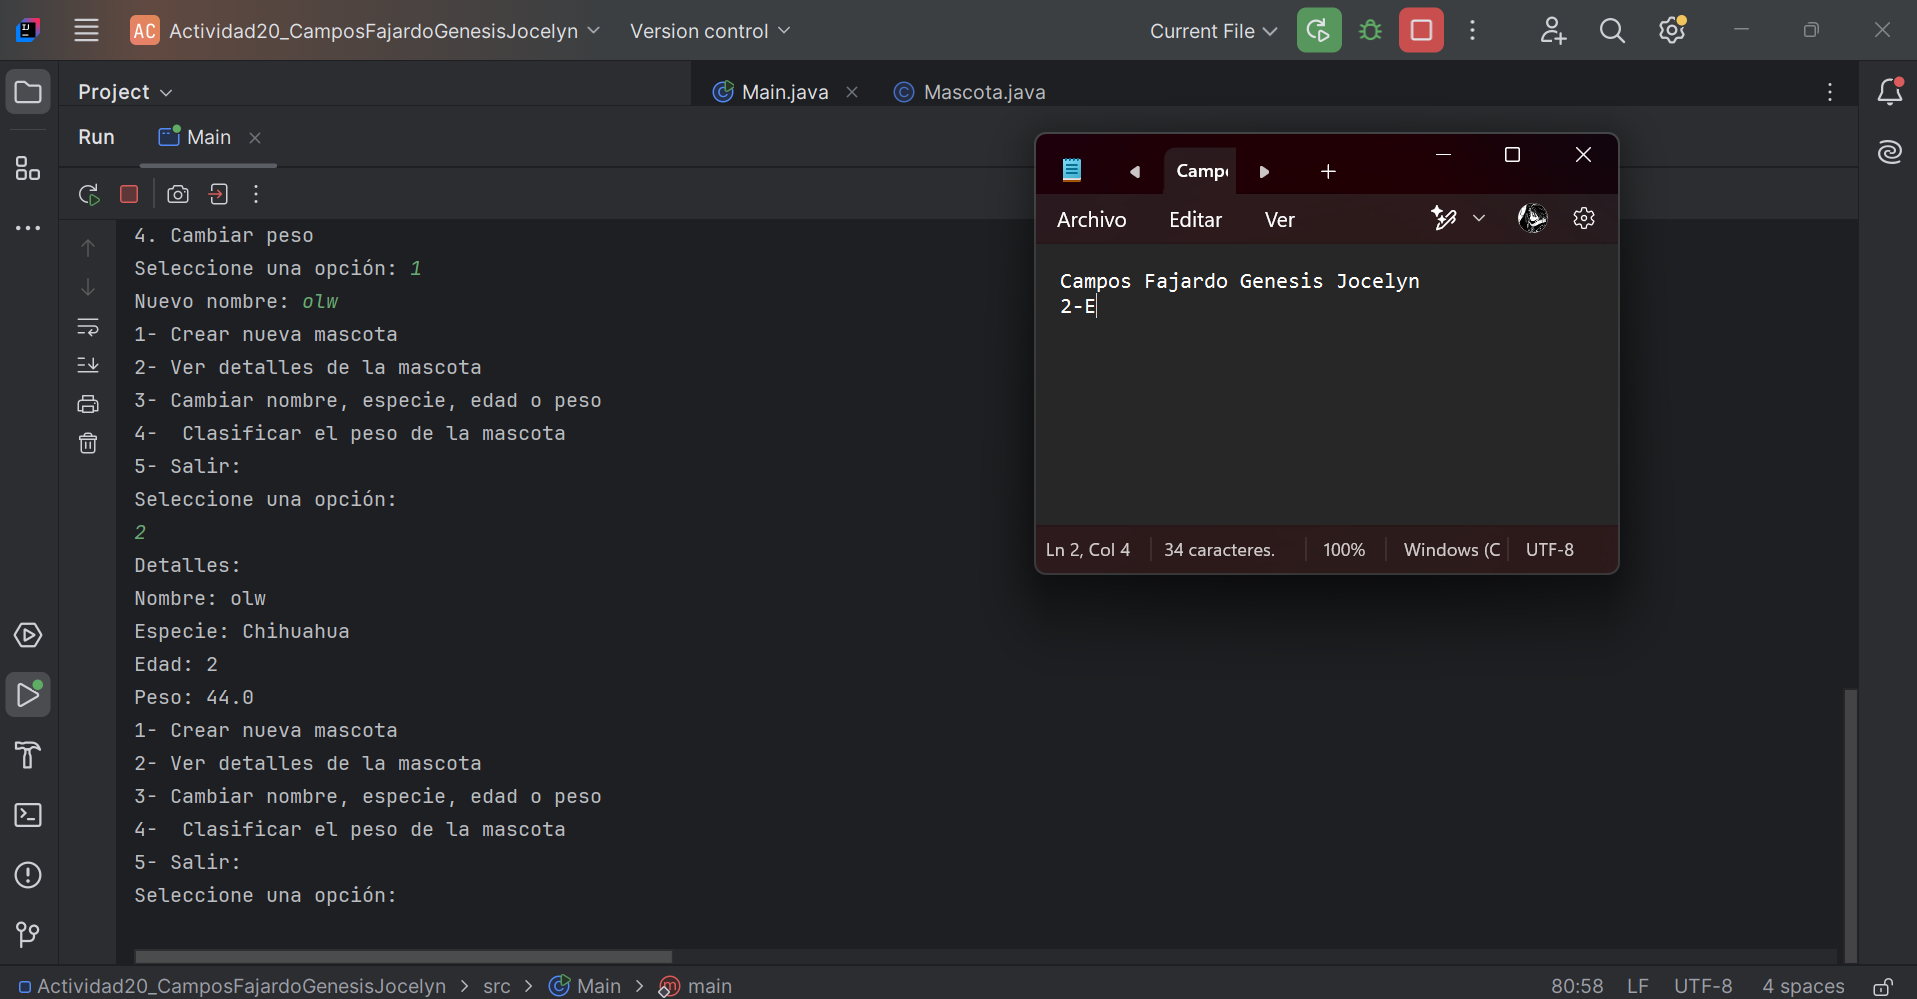 AC Actividad20_CamposFajardoGenesisJocelyn Version control Current File
Project Main.java Mascota.java
Run Main
4. Cambiar peso
Seleccione una opción: 1
Nuevo nombre: olw
1- Crear nueva mascota
2- Ver detalles de la mascota
3- Cambiar nombre, especie, edad o peso
4-  Clasificar el peso de la mascota
5- Salir:
Seleccione una opción:
2
Detalles:
Nombre: olw
Especie: Chihuahua
Edad: 2
Peso: 44.0
1- Crear nueva mascota
2- Ver detalles de la mascota
3- Cambiar nombre, especie, edad o peso
4-  Clasificar el peso de la mascota
5- Salir:
Seleccione una opción:
Campo
Archivo Editar Ver
Campos Fajardo Genesis Jocelyn
2-E
Ln 2, Col 4 34 caracteres. 100% Windows (C UTF-8
Actividad20_CamposFajardoGenesisJocelyn > src > Main > main 80:58 LF UTF-8 4 spaces